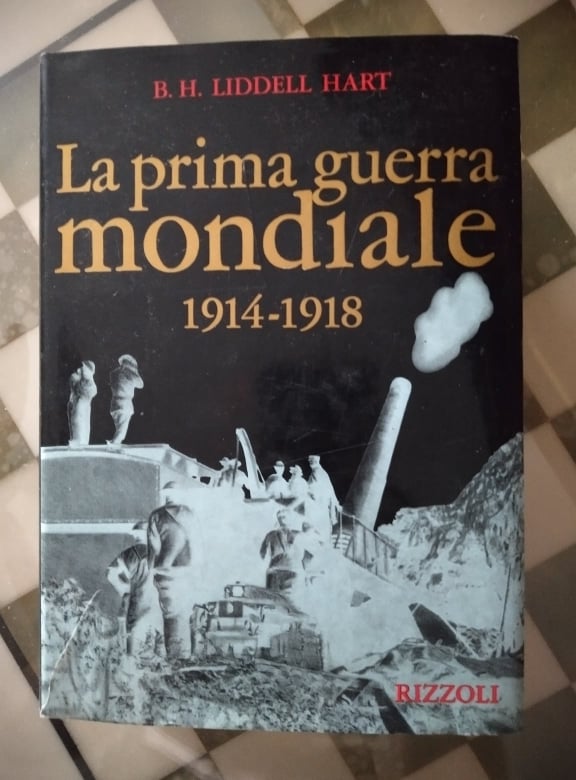 B. H. LIDDELL HART
La prima guerra
mondiale
1914-1918
RIZZOLI